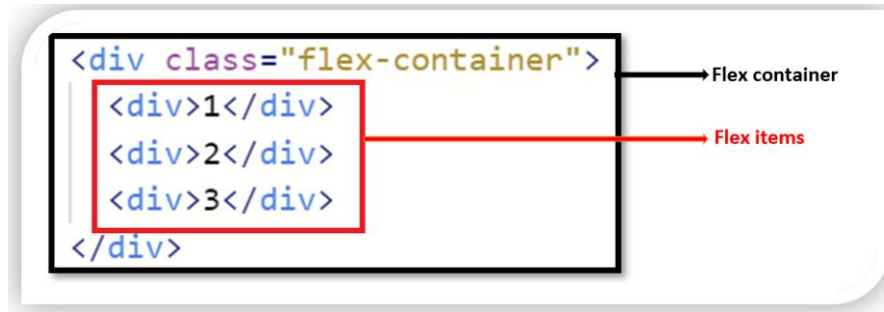 <div class="flex-container">
Flex container
<div>1</div>
<div>2</div>
Flex items
<div>3</div>
</div>